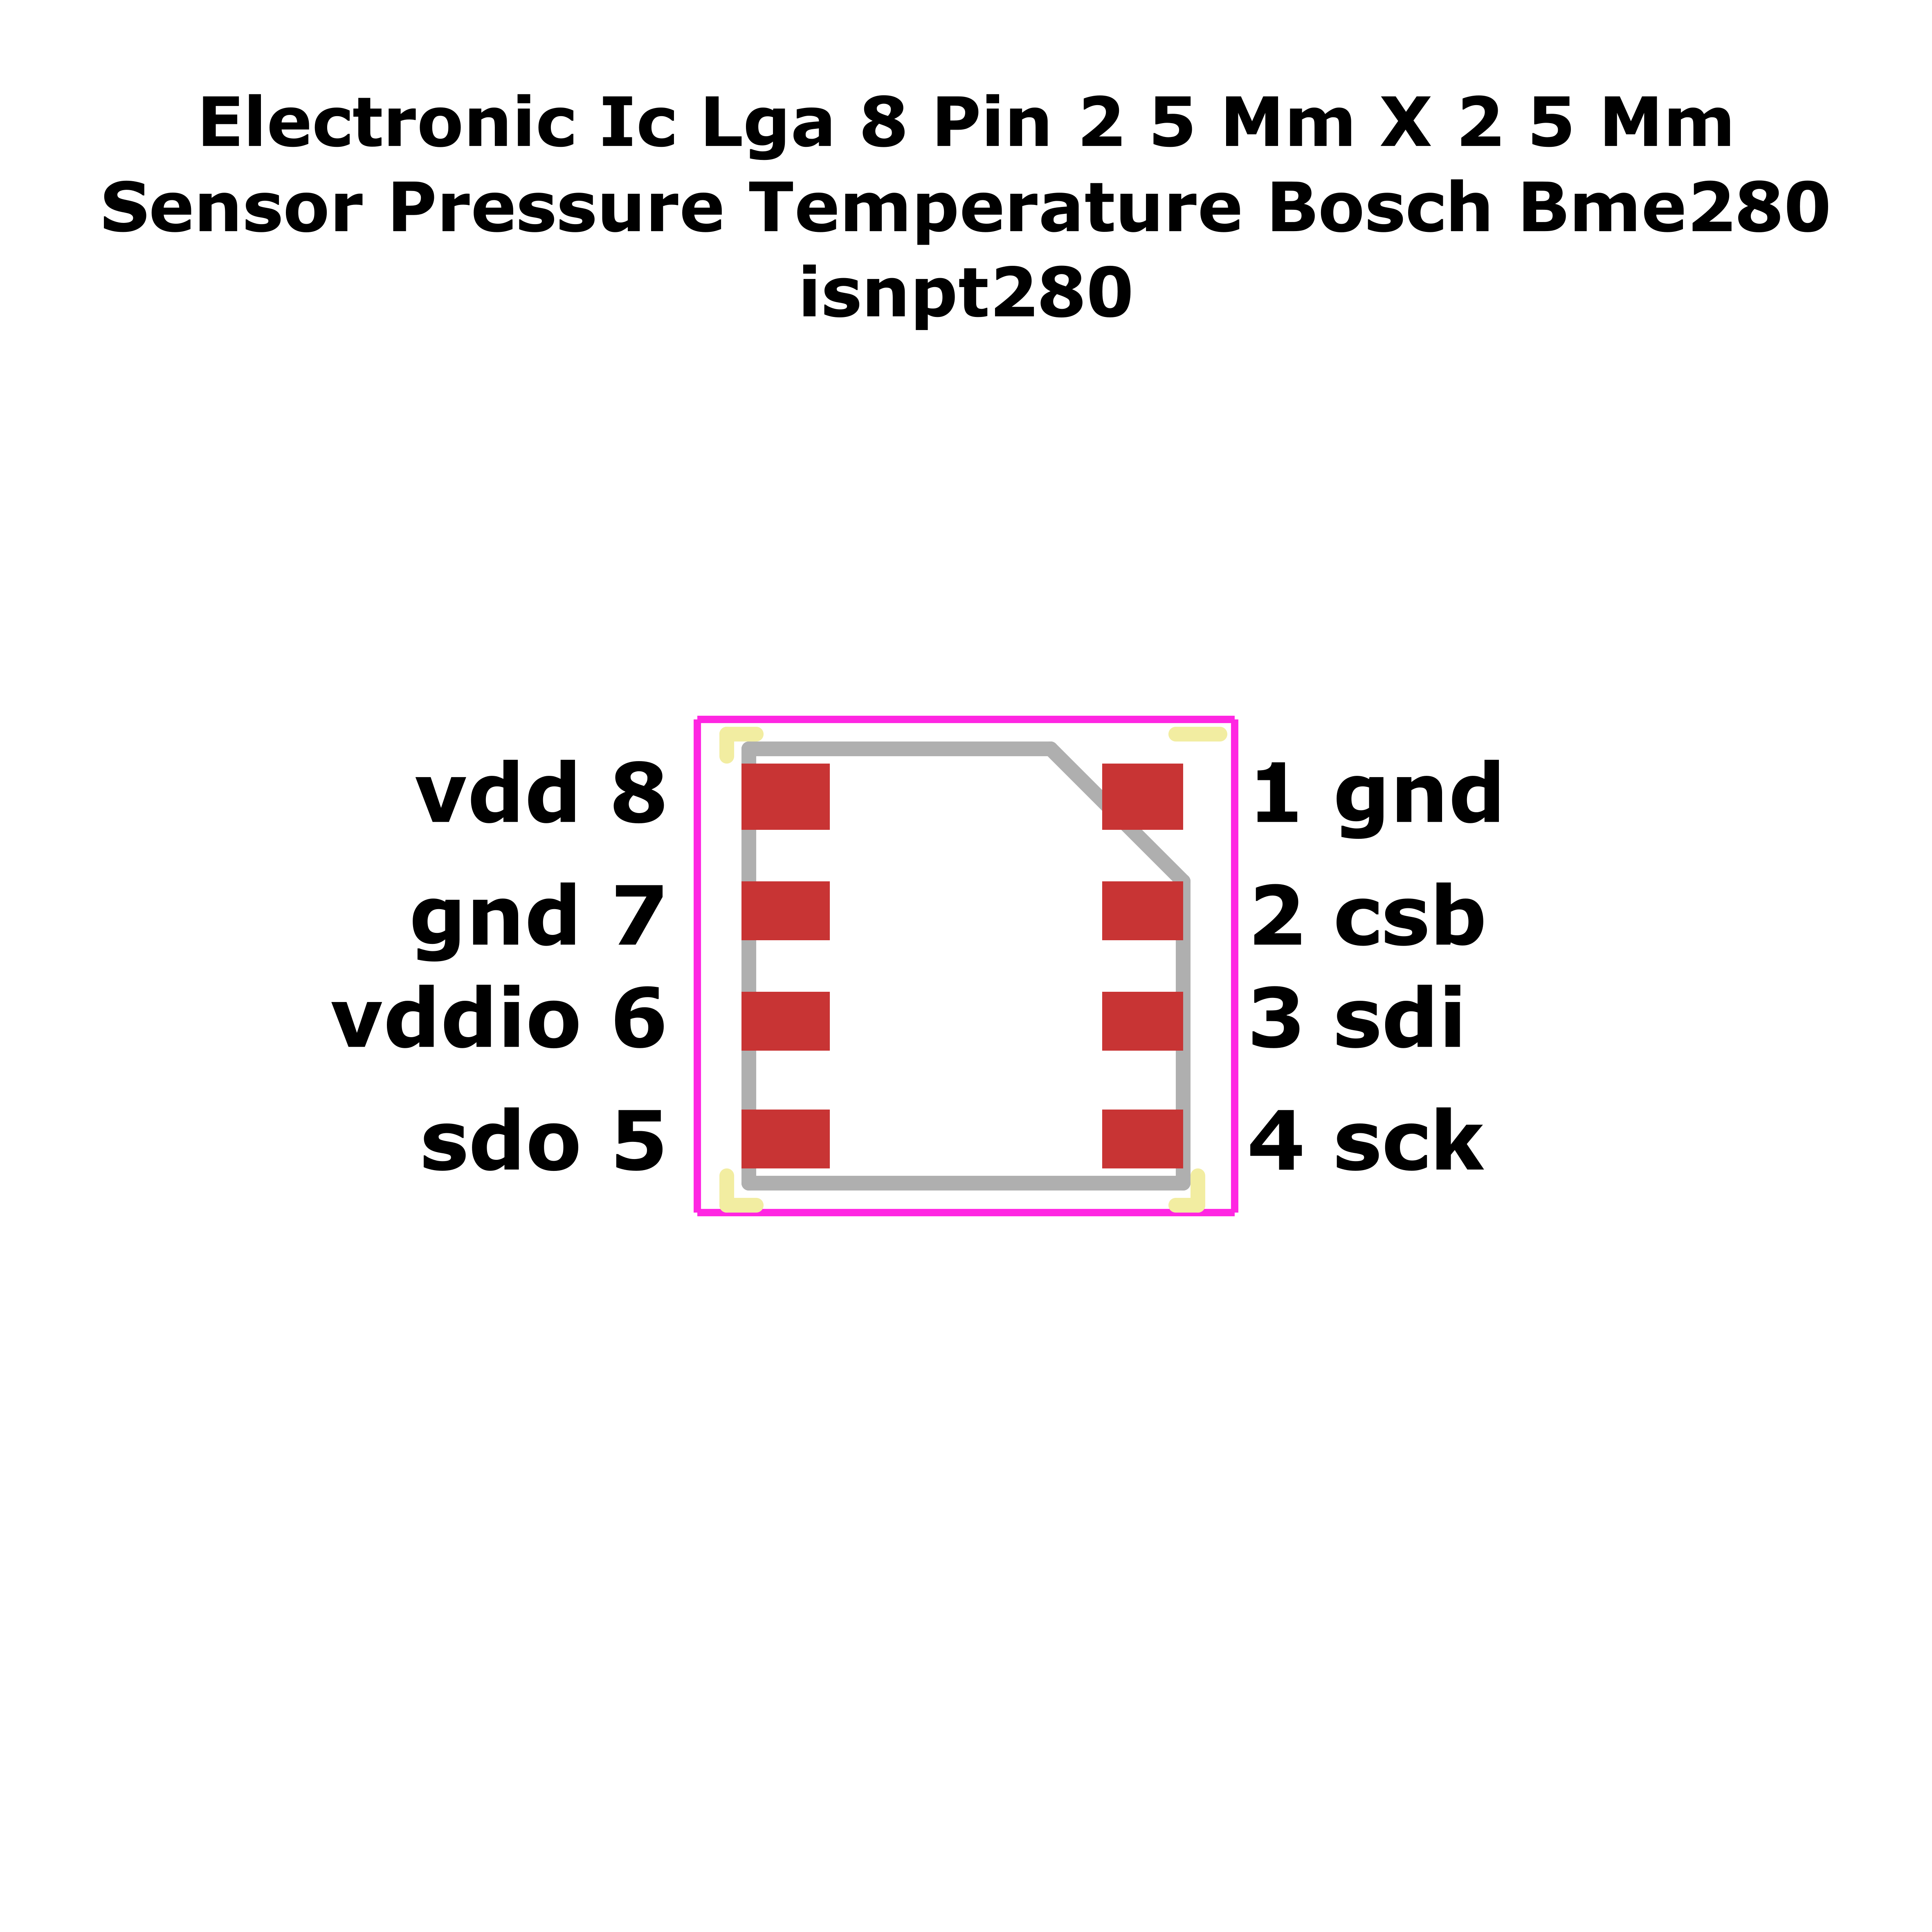 Electronic Ic Lga 8 Pin 2 5 Mm X 2 5 Mm
Sensor Pressure Temperature Bosch Bme280
isnpt280
vdd 8
1 gnd
gnd 7
2 csb
vddio 6
3 sdi
sdo 5
4 sck